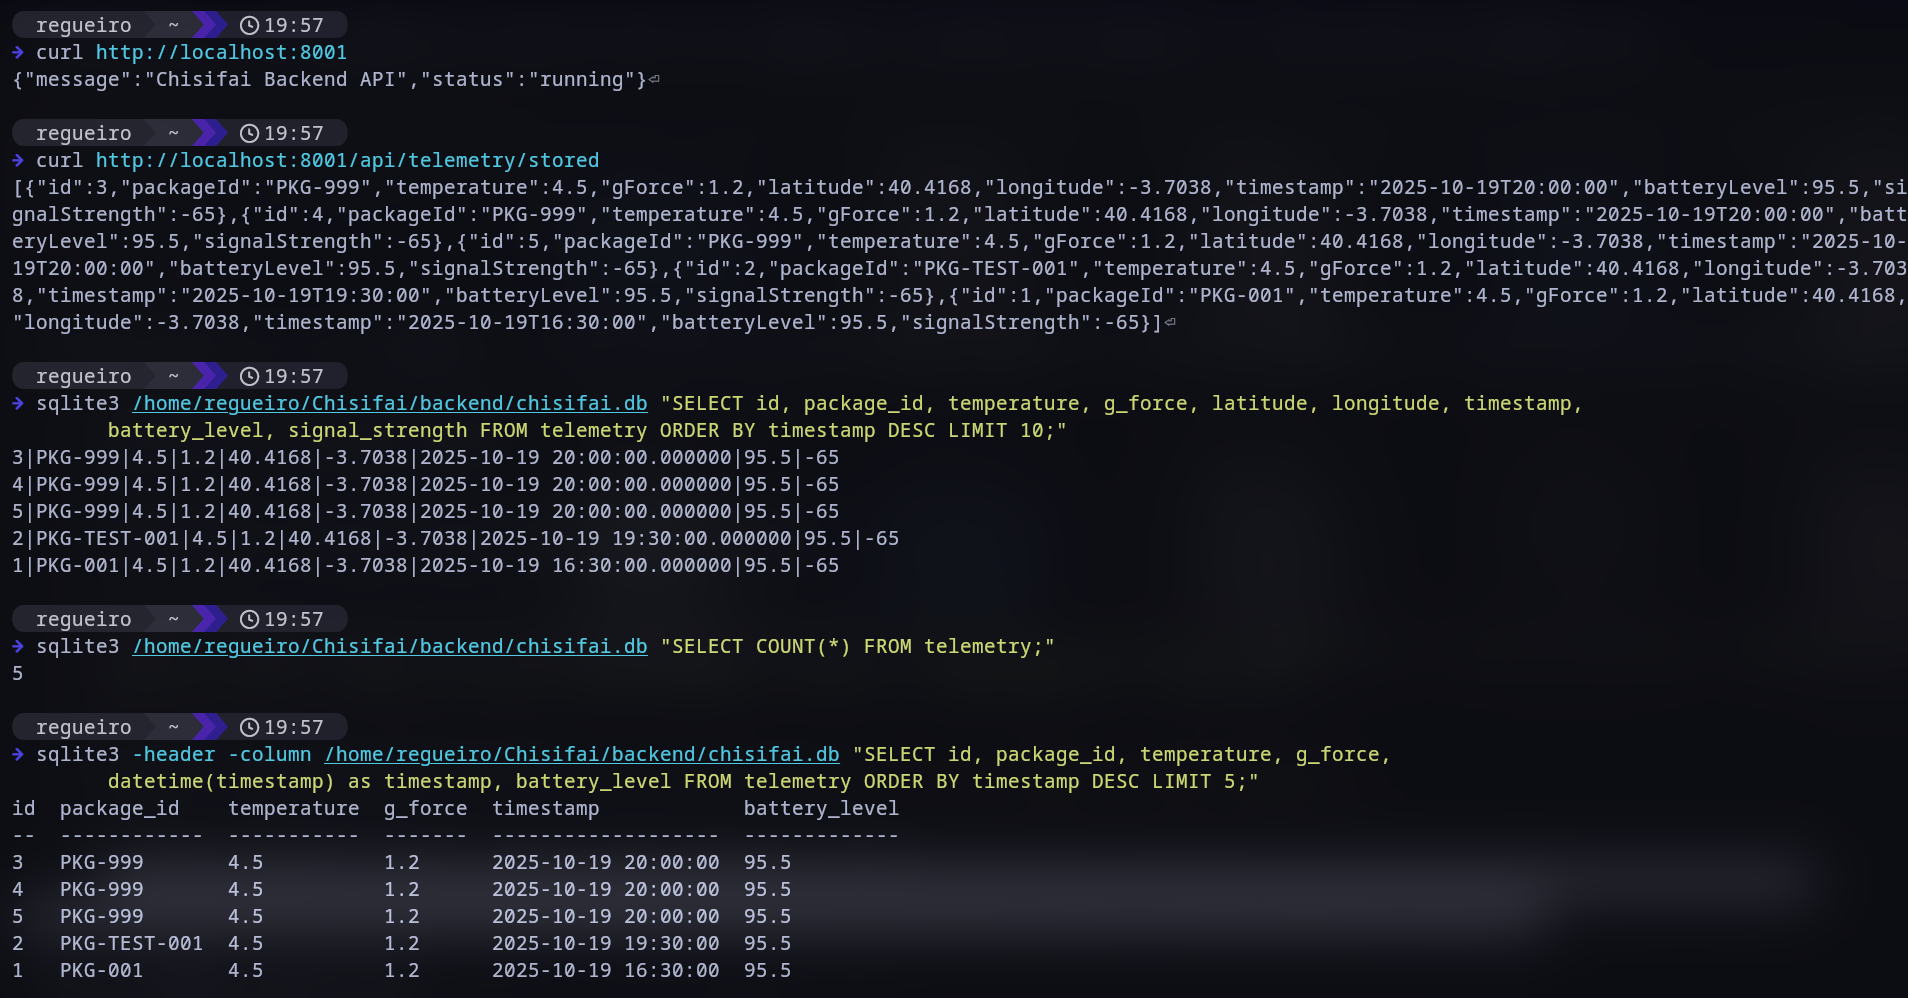 regueiro ~ 19:57
→ curl http://localhost:8001
{"message":"Chisifai Backend API","status":"running"}⏎
regueiro ~ 19:57
→ curl http://localhost:8001/api/telemetry/stored
[{"id":3,"packageId":"PKG-999","temperature":4.5,"gForce":1.2,"latitude":40.4168,"longitude":-3.7038,"timestamp":"2025-10-19T20:00:00","batteryLevel":95.5,"si
gnalStrength":-65},{"id":4,"packageId":"PKG-999","temperature":4.5,"gForce":1.2,"latitude":40.4168,"longitude":-3.7038,"timestamp":"2025-10-19T20:00:00","batt
eryLevel":95.5,"signalStrength":-65},{"id":5,"packageId":"PKG-999","temperature":4.5,"gForce":1.2,"latitude":40.4168,"longitude":-3.7038,"timestamp":"2025-10-
19T20:00:00","batteryLevel":95.5,"signalStrength":-65},{"id":2,"packageId":"PKG-TEST-001","temperature":4.5,"gForce":1.2,"latitude":40.4168,"longitude":-3.703
8,"timestamp":"2025-10-19T19:30:00","batteryLevel":95.5,"signalStrength":-65},{"id":1,"packageId":"PKG-001","temperature":4.5,"gForce":1.2,"latitude":40.4168,
"longitude":-3.7038,"timestamp":"2025-10-19T16:30:00","batteryLevel":95.5,"signalStrength":-65}]⏎
regueiro ~ 19:57
→ sqlite3 /home/regueiro/Chisifai/backend/chisifai.db "SELECT id, package_id, temperature, g_force, latitude, longitude, timestamp,
battery_level, signal_strength FROM telemetry ORDER BY timestamp DESC LIMIT 10;"
3|PKG-999|4.5|1.2|40.4168|-3.7038|2025-10-19 20:00:00.000000|95.5|-65
4|PKG-999|4.5|1.2|40.4168|-3.7038|2025-10-19 20:00:00.000000|95.5|-65
5|PKG-999|4.5|1.2|40.4168|-3.7038|2025-10-19 20:00:00.000000|95.5|-65
2|PKG-TEST-001|4.5|1.2|40.4168|-3.7038|2025-10-19 19:30:00.000000|95.5|-65
1|PKG-001|4.5|1.2|40.4168|-3.7038|2025-10-19 16:30:00.000000|95.5|-65
regueiro ~ 19:57
→ sqlite3 /home/regueiro/Chisifai/backend/chisifai.db "SELECT COUNT(*) FROM telemetry;"
5
regueiro ~ 19:57
→ sqlite3 -header -column /home/regueiro/Chisifai/backend/chisifai.db "SELECT id, package_id, temperature, g_force,
datetime(timestamp) as timestamp, battery_level FROM telemetry ORDER BY timestamp DESC LIMIT 5;"
id  package_id    temperature  g_force  timestamp            battery_level
--  ------------  -----------  -------  -------------------  -------------
3   PKG-999       4.5          1.2      2025-10-19 20:00:00  95.5
4   PKG-999       4.5          1.2      2025-10-19 20:00:00  95.5
5   PKG-999       4.5          1.2      2025-10-19 20:00:00  95.5
2   PKG-TEST-001  4.5          1.2      2025-10-19 19:30:00  95.5
1   PKG-001       4.5          1.2      2025-10-19 16:30:00  95.5